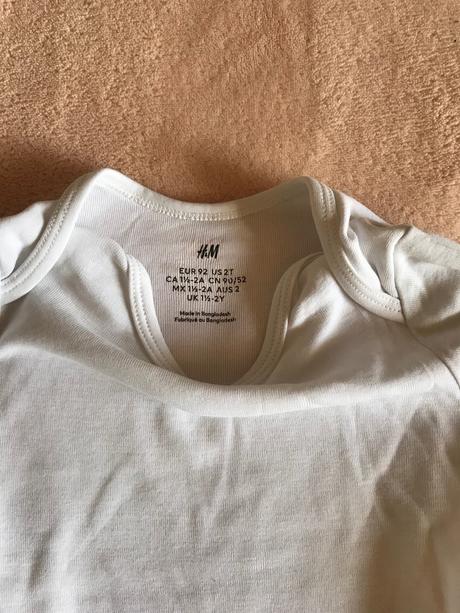 H&M
EUR 92 US 2T
CA 1½-2A CN 90/52
MX 1½-2A AUS 2
UK 1½-2Y
Made in Bangladesh
Fabriqué au Bangladesh